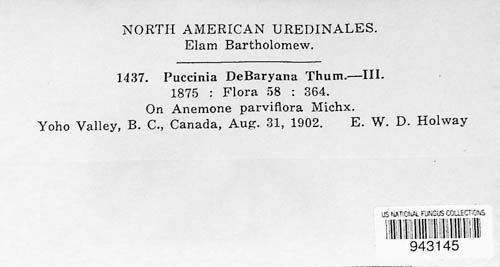 NORTH AMERICAN UREDINALES.
Elam Bartholomew.
1437. Puccinia DeBaryana Thum.—III.
1875 : Flora 58 : 364.
On Anemone parviflora Michx.
Yoho Valley, B. C., Canada, Aug. 31, 1902. E. W. D. Holway
US NATIONAL FUNGUS COLLECTIONS
943145